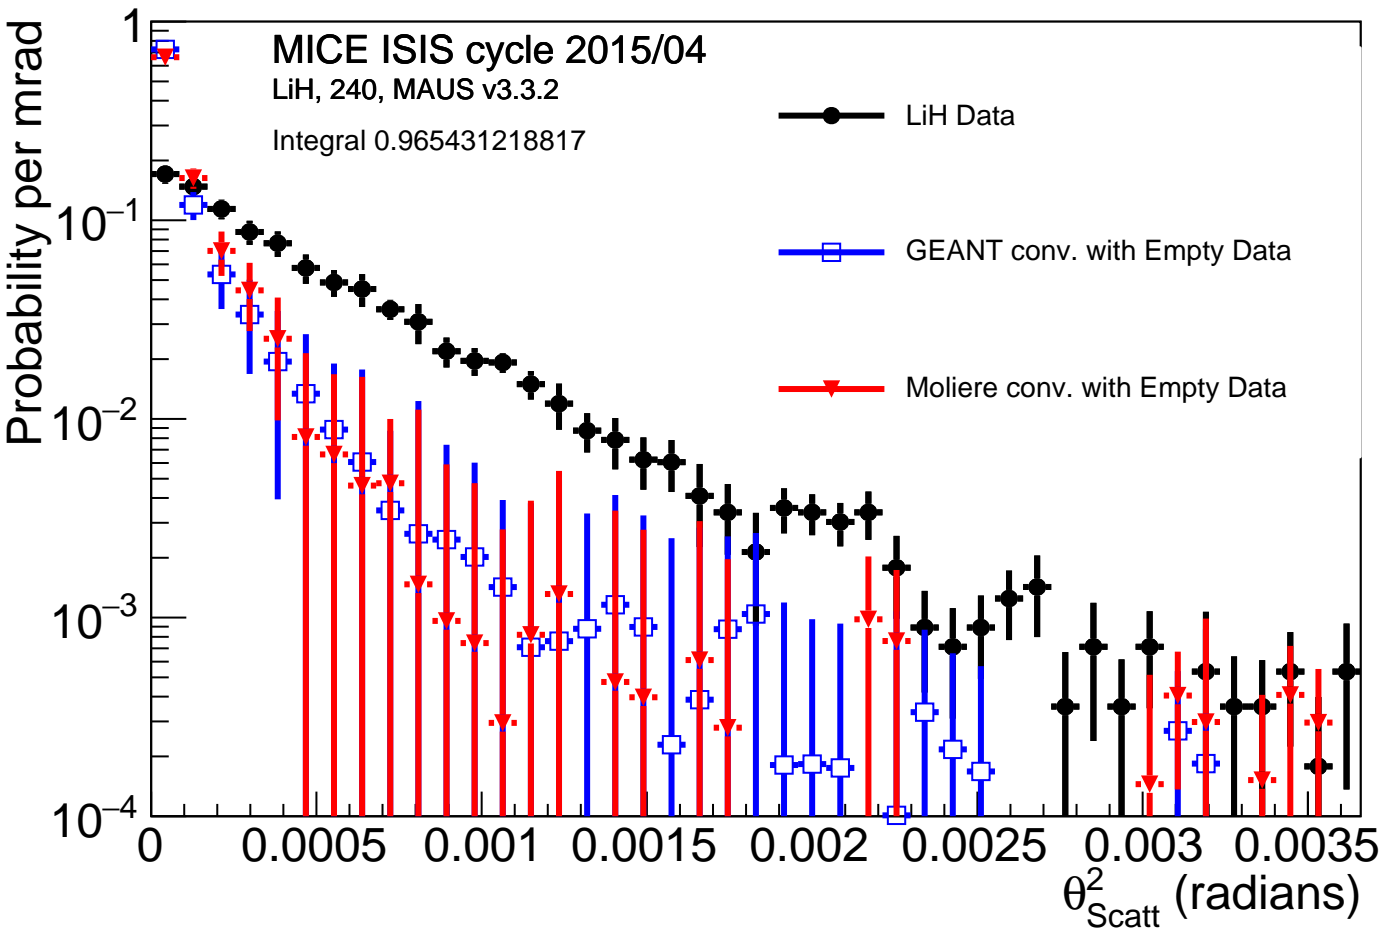 MICE ISIS cycle 2015/04
LiH, 240, MAUS v3.3.2
Integral 0.965431218817
LiH Data
GEANT conv. with Empty Data
Moliere conv. with Empty Data
Probability per mrad
1
10⁻¹
10⁻²
10⁻³
10⁻⁴
0 0.0005 0.001 0.0015 0.002 0.0025 0.003 0.0035
θ²Scatt (radians)